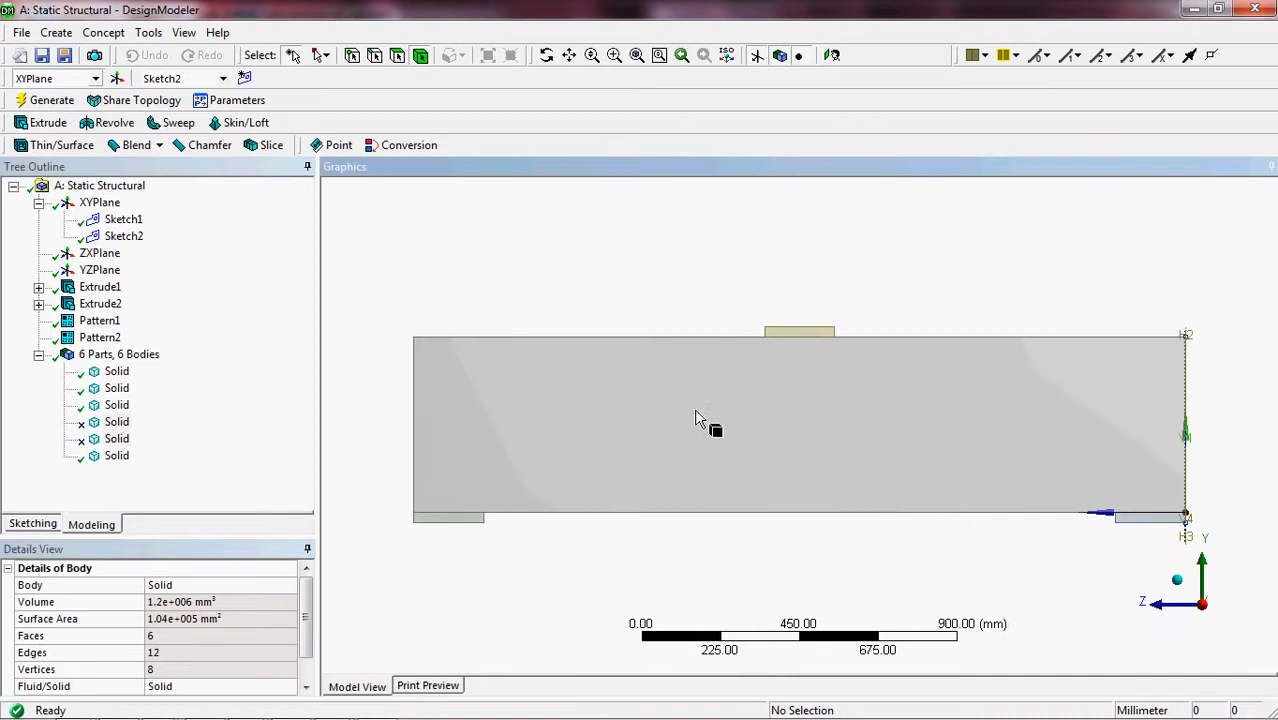 A: Static Structural - DesignModeler
File Create Concept Tools View Help
Undo Redo Select:
XYPlane Sketch2
Generate Share Topology Parameters
Extrude Revolve Sweep Skin/Loft
Thin/Surface Blend Chamfer Slice Point Conversion
Tree Outline
A: Static Structural
XYPlane
Sketch1
Sketch2
ZXPlane
YZPlane
Extrude1
Extrude2
Pattern1
Pattern2
6 Parts, 6 Bodies
Solid
Solid
Solid
Solid
Solid
Solid
Sketching Modeling
Details View
Details of Body
Body Solid
Volume 1.2e+006 mm³
Surface Area 1.04e+005 mm²
Faces 6
Edges 12
Vertices 8
Fluid/Solid Solid
Graphics
H2
H3
Y
Z
0.00 450.00 900.00 (mm)
225.00 675.00
Model View Print Preview
Ready No Selection Millimeter 0 0